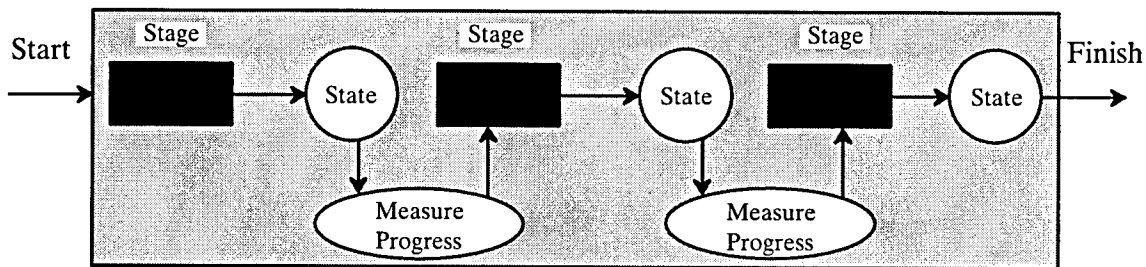 Start
Stage
Stage
Stage
Finish
State
State
State
Measure
Progress
Measure
Progress